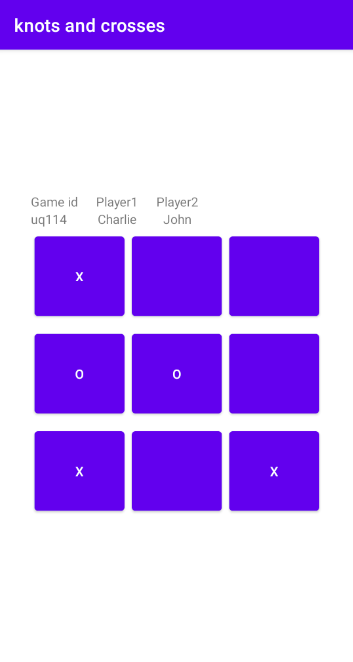 knots and crosses
Game id Player1 Player2
uq114 Charlie John
X
O O
X X